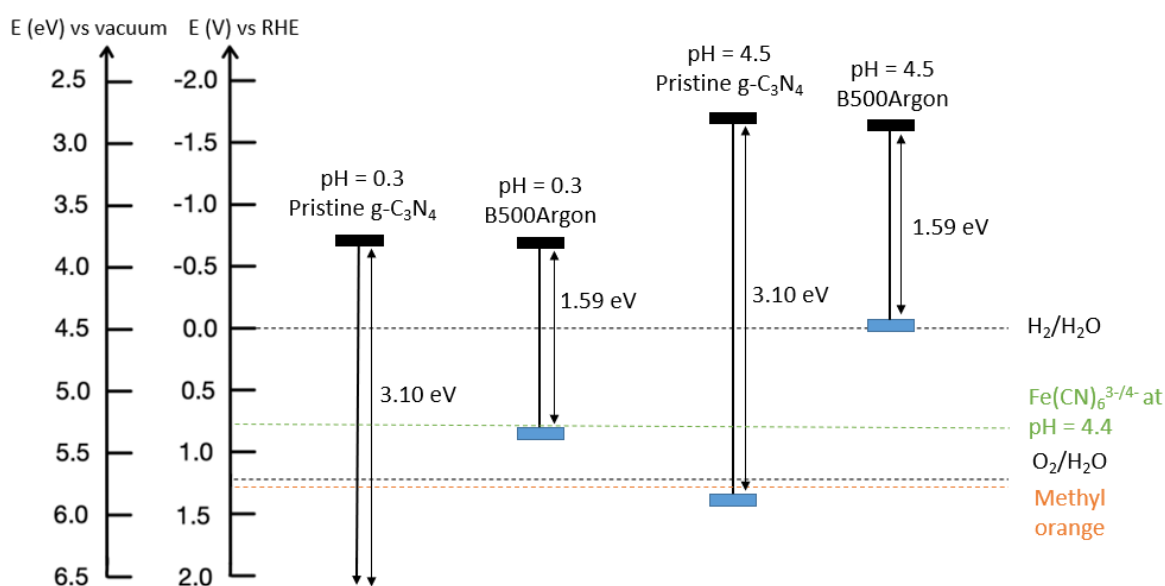 E (eV) vs vacuum
E (V) vs RHE
2.5
3.0
3.5
4.0
4.5
5.0
5.5
6.0
6.5
-2.0
-1.5
-1.0
-0.5
0.0
0.5
1.0
1.5
2.0
pH = 0.3
Pristine g-C₃N₄
3.10 eV
pH = 0.3
B500Argon
1.59 eV
pH = 4.5
Pristine g-C₃N₄
3.10 eV
pH = 4.5
B500Argon
1.59 eV
H₂/H₂O
Fe(CN)₆³⁻/⁴⁻ at
pH = 4.4
O₂/H₂O
Methyl
orange